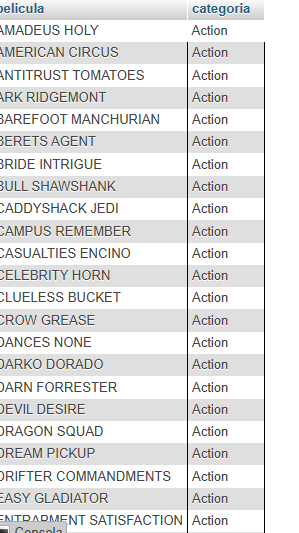 pelicula categoria
AMADEUS HOLY Action
AMERICAN CIRCUS Action
ANTITRUST TOMATOES Action
ARK RIDGEMONT Action
BAREFOOT MANCHURIAN Action
BERETS AGENT Action
BRIDE INTRIGUE Action
BULL SHAWSHANK Action
CADDYSHACK JEDI Action
CAMPUS REMEMBER Action
CASUALTIES ENCINO Action
CELEBRITY HORN Action
CLUELESS BUCKET Action
CROW GREASE Action
DANCES NONE Action
DARKO DORADO Action
DARN FORRESTER Action
DEVIL DESIRE Action
DRAGON SQUAD Action
DREAM PICKUP Action
DRIFTER COMMANDMENTS Action
EASY GLADIATOR Action
ENTRAPMENT SATISFACTION Action
Consola